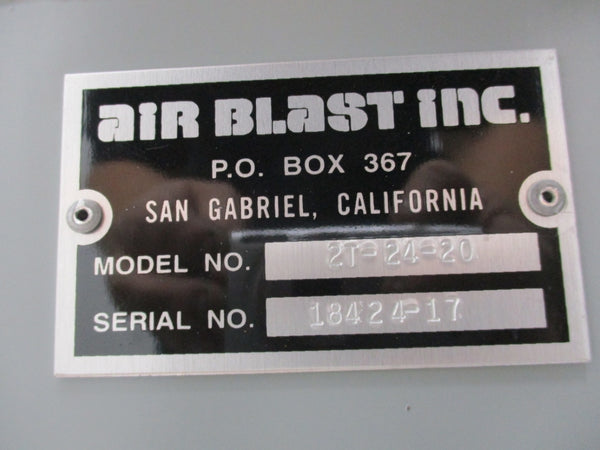 aiR BLaST inc.
P.O. BOX 367
SAN GABRIEL, CALIFORNIA
MODEL NO. 2T-24-20
SERIAL NO. 18424-17